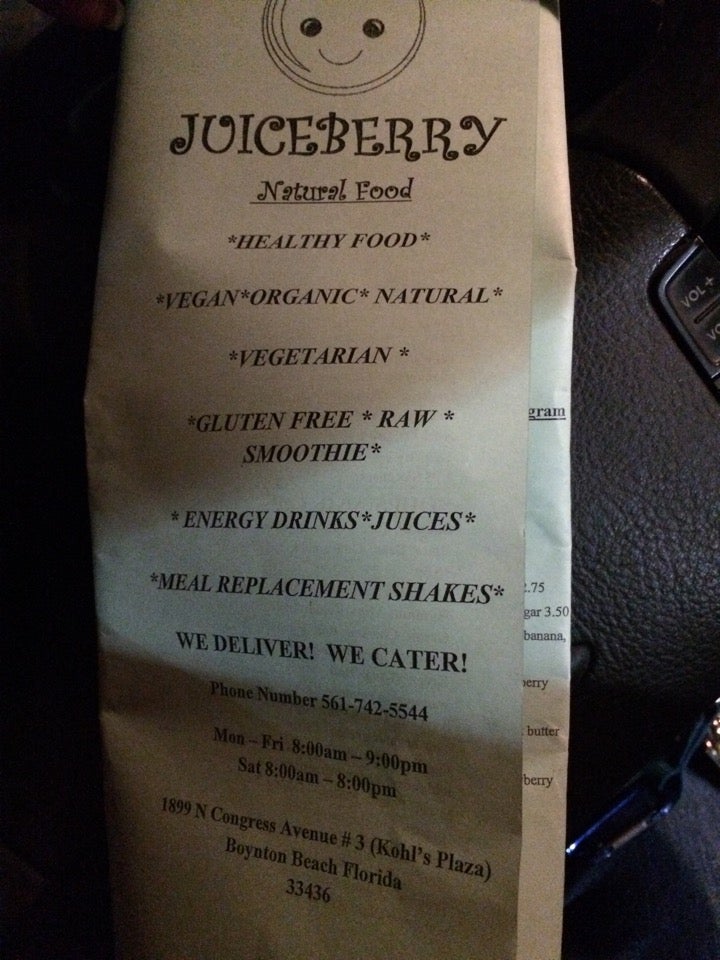 JUICEBERRY
Natural Food
*HEALTHY FOOD*
*VEGAN*ORGANIC* NATURAL*
*VEGETARIAN *
*GLUTEN FREE * RAW *
SMOOTHIE*
* ENERGY DRINKS*JUICES*
*MEAL REPLACEMENT SHAKES*
WE DELIVER! WE CATER!
Phone Number 561-742-5544
Mon – Fri 8:00am – 9:00pm
Sat 8:00am – 8:00pm
1899 N Congress Avenue # 3 (Kohl's Plaza)
Boynton Beach Florida
33436
gram
.75
gar 3.50
banana,
berry
butter
berry
VOL +